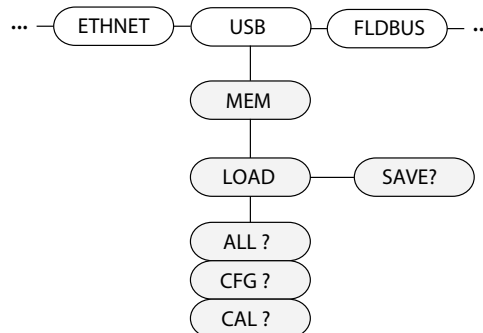 ... ETHNET USB FLDBUS ..
MEM
LOAD SAVE?
ALL ?
CFG ?
CAL ?